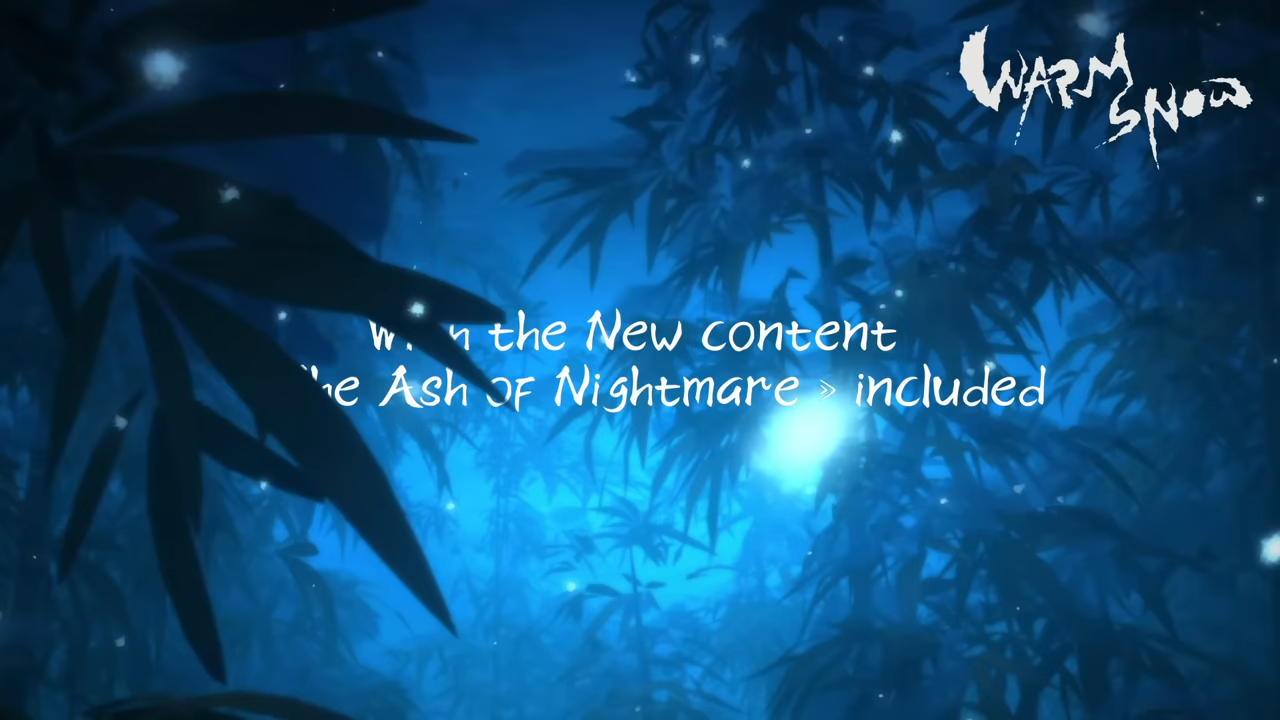 WARM
SNOW
the New content
Ash OF Nightmare » included